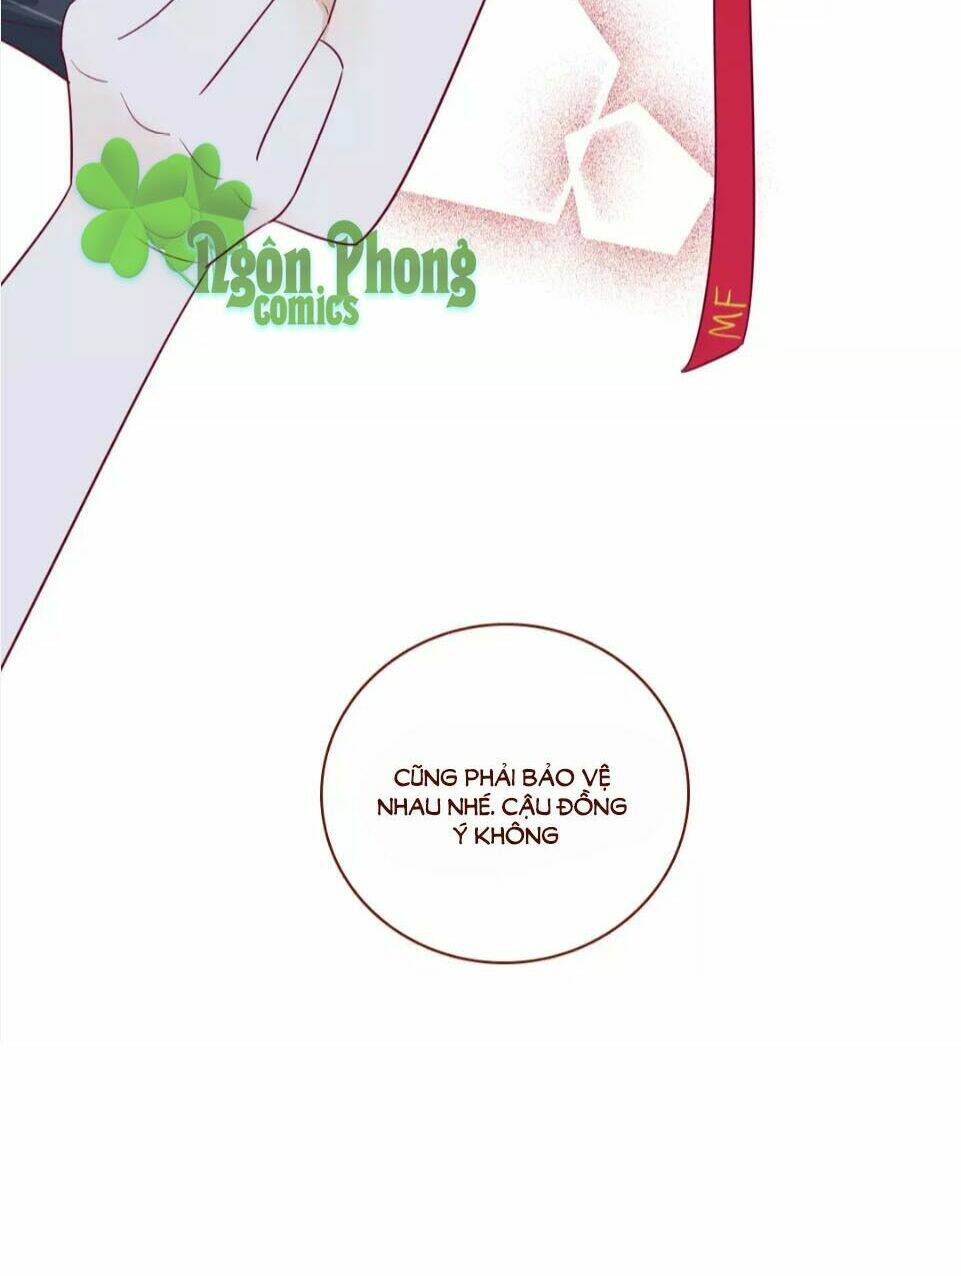 Ngôn Phong
comics
MF
CŨNG PHẢI BẢO VỆ
NHAU NHÉ. CẬU ĐỒNG
Ý KHÔNG